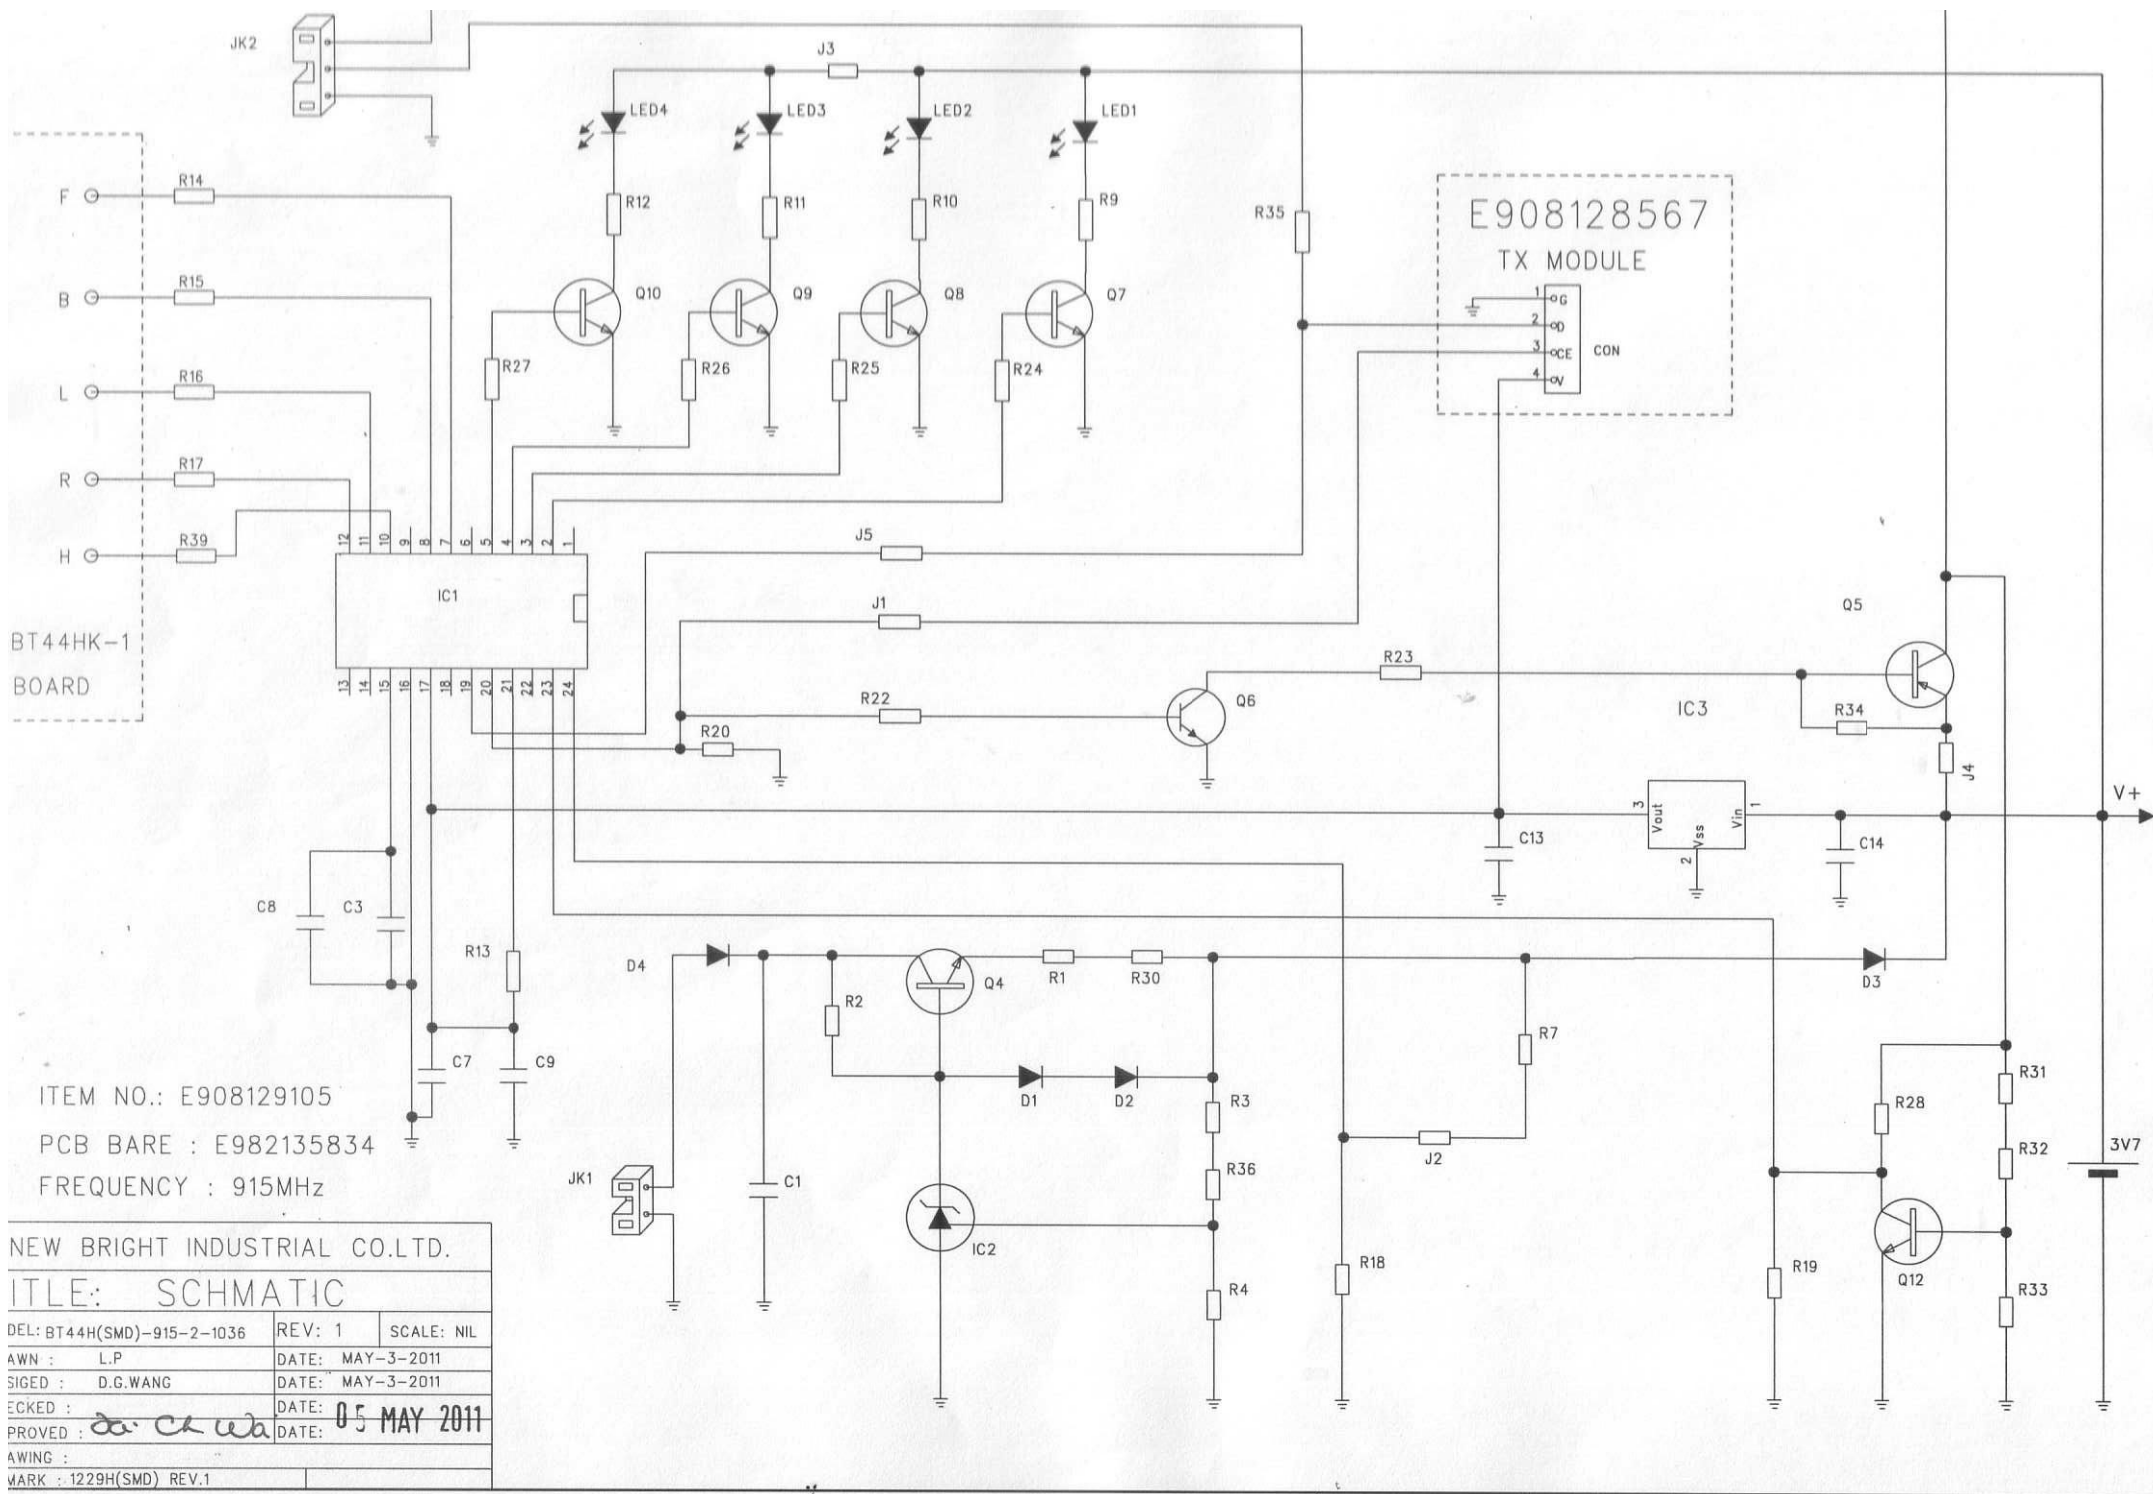 JK2
J3
LED4
LED3
LED2
LED1
F
R14
R12
R11
R10
R9
R35
E908128567
TX MODULE
B
R15
Q10
Q9
Q8
Q7
1 G
2 D
3 CE
4 V
CON
L
R16
R27
R26
R25
R24
R
R17
H
R39
12 11 10 9 8 7 6 5 4 3 2 1
J5
IC1
J1
Q5
BT44HK-1
BOARD
13 14 15 16 17 18 19 20 21 22 23 24
R23
R22
Q6
IC3
R34
R20
J4
3 Vout
Vss 2
Vin 1
V+
C13
C14
C8
C3
R13
D4
R2
Q4
R1
R30
D3
R7
C7
C9
D1
D2
R3
R31
R28
J2
R32
3V7
JK1
C1
R36
IC2
R18
R4
R19
Q12
R33
ITEM NO.: E908129105
PCB BARE : E982135834
FREQUENCY : 915MHz
NEW BRIGHT INDUSTRIAL CO.LTD.
ITLE: SCHMATIC
DEL: BT44H(SMD)-915-2-1036 REV: 1 SCALE: NIL
AWN : L.P DATE: MAY-3-2011
SIGED : D.G.WANG DATE: MAY-3-2011
ECKED : DATE:
PROVED : DATE: 05 MAY 2011
AWING :
MARK : 1229H(SMD) REV.1